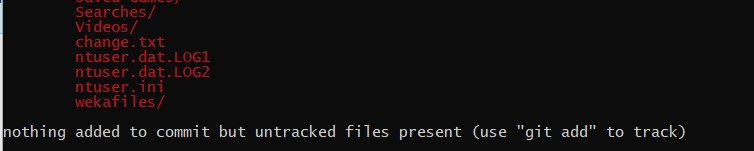 Searches/
Videos/
change.txt
ntuser.dat.LOG1
ntuser.dat.LOG2
ntuser.ini
wekafiles/
nothing added to commit but untracked files present (use "git add" to track)